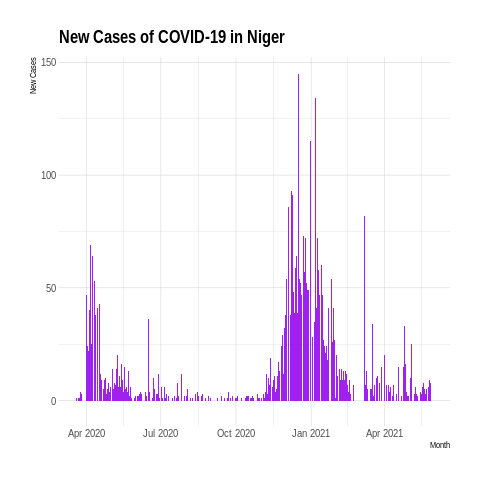 New Cases of COVID-19 in Niger
New Cases
150
100
50
0
Apr 2020
Jul 2020
Oct 2020
Jan 2021
Apr 2021
Month